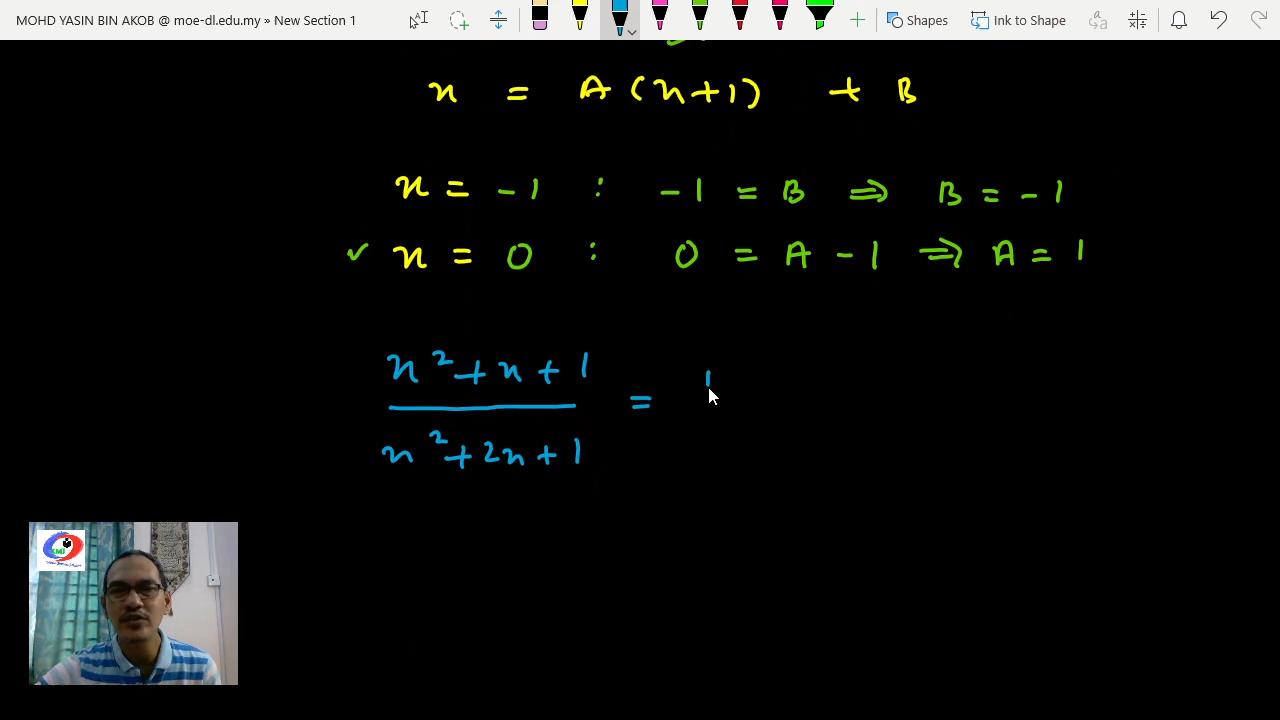 MOHD YASIN BIN AKOB @ moe-dl.edu.my » New Section 1
Shapes
Ink to Shape
x = A(x+1) + B
x = -1 : -1 = B ⇒ B = -1
✓ x = 0 : 0 = A - 1 ⇒ A = 1
x² + x + 1
= 1
x² + 2x + 1